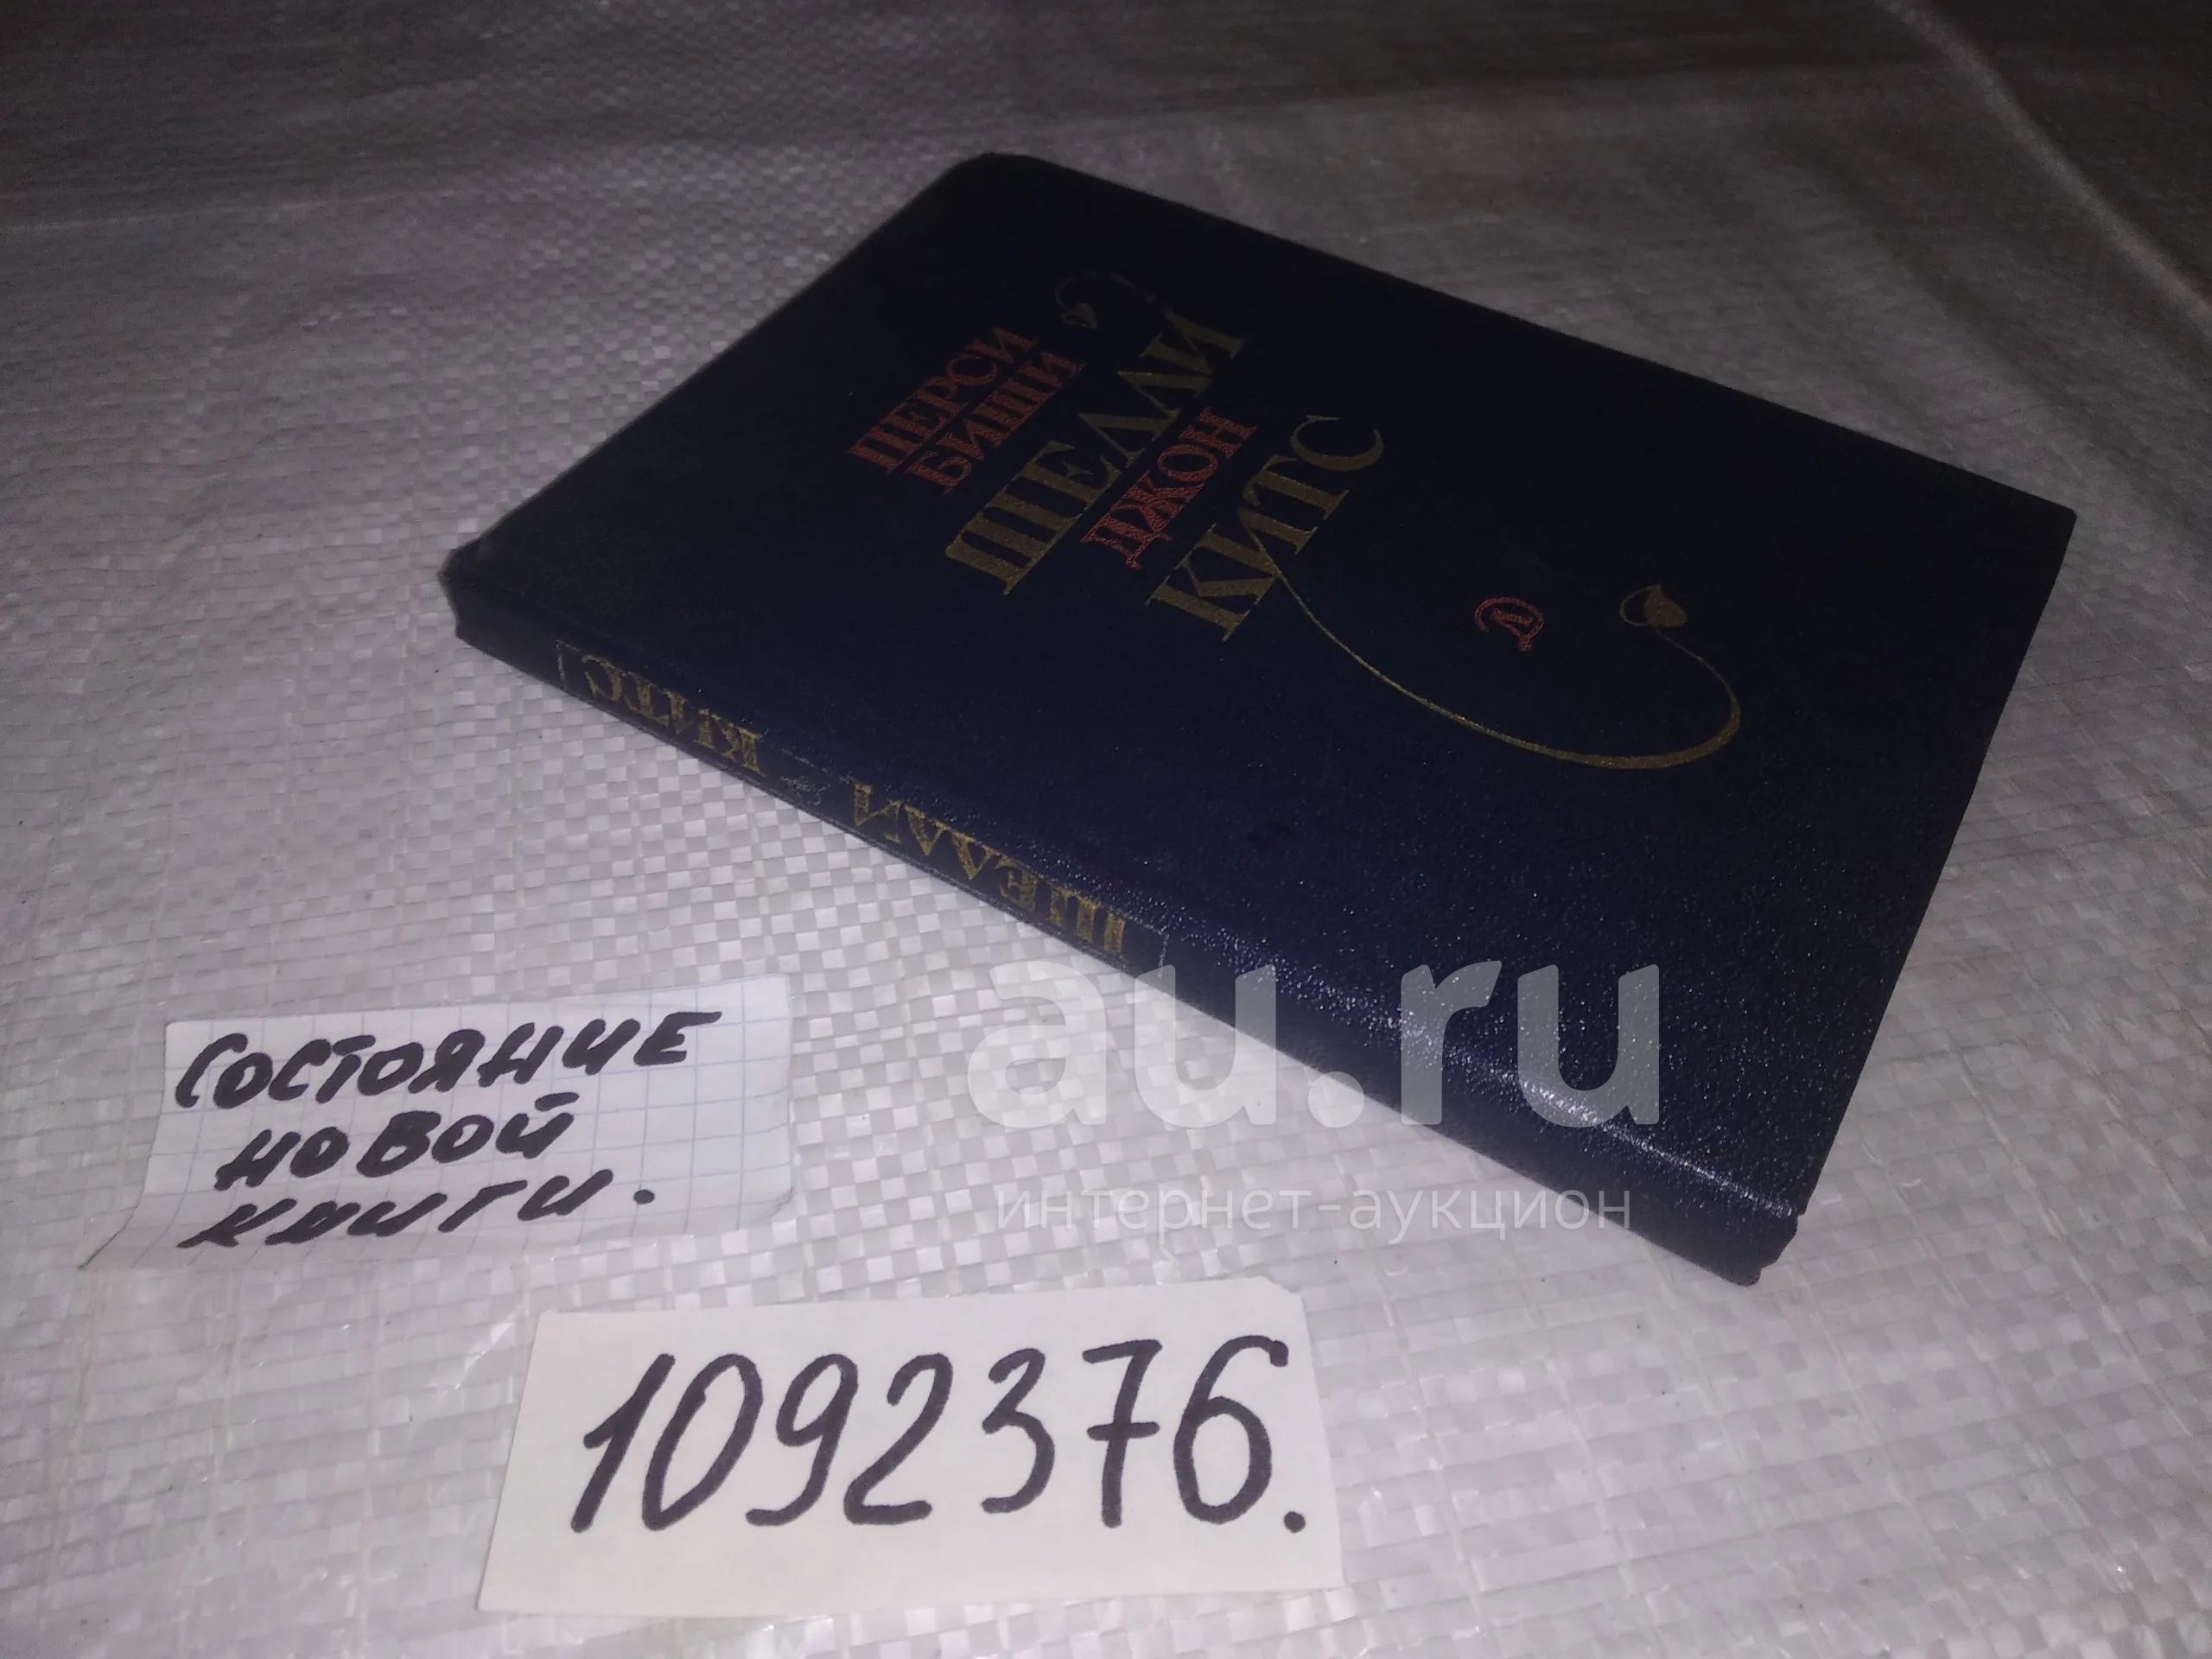 ПЕРСИ
БИШИ
ШЕЛЛИ
ДЖОН
КИТС
ШЕЛЛИ КИТС
СОСТОЯНИЕ
НОВОЙ
КНИГИ.
1092376.
au.ru
интернет-аукцион